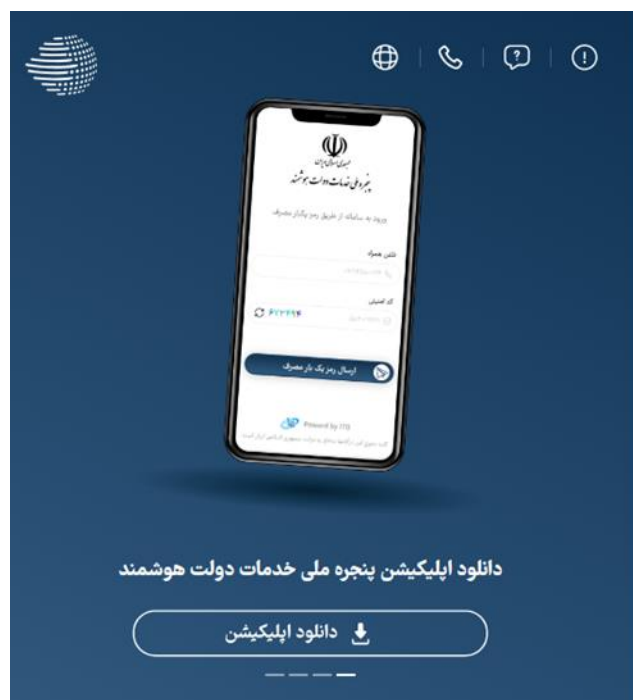 جمهوری اسلامی ایران
پنجره ملی خدمات دولت هوشمند
ورود به سامانه از طریق رمز یکبار مصرف
تلفن همراه
کد امنیتی
ارسال رمز یک بار مصرف
Powered by ITO
دانلود اپلیکیشن پنجره ملی خدمات دولت هوشمند
دانلود اپلیکیشن